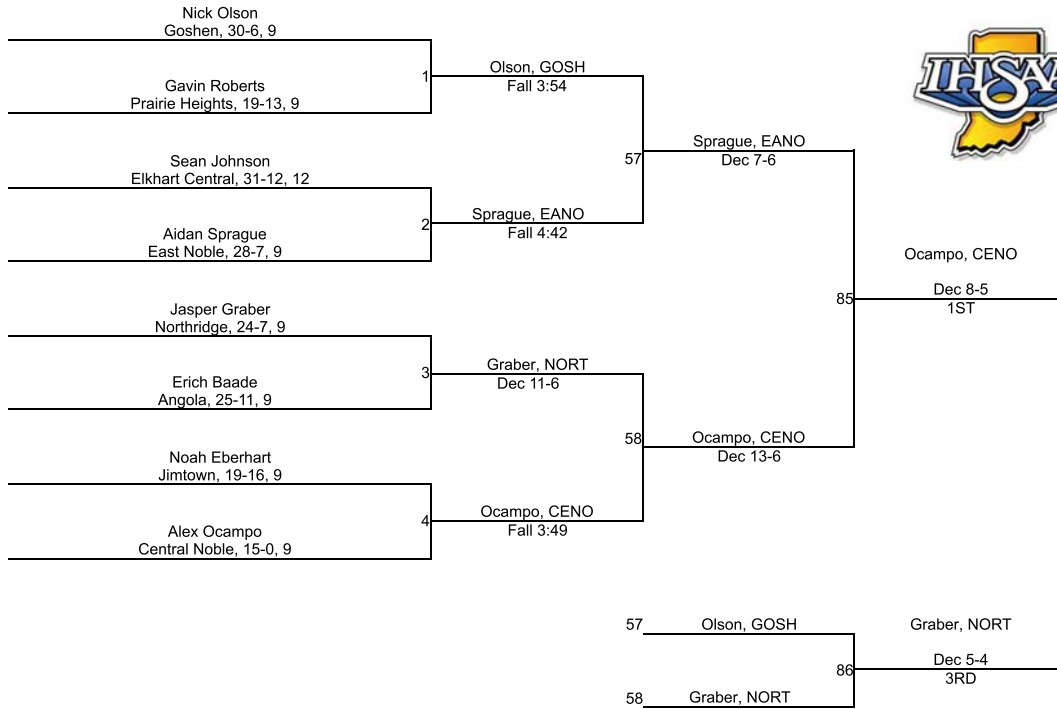 Nick Olson
Goshen, 30-6, 9
1
Olson, GOSH
Fall 3:54
Gavin Roberts
Prairie Heights, 19-13, 9
IHSAA
57
Sprague, EANO
Dec 7-6
Sean Johnson
Elkhart Central, 31-12, 12
2
Sprague, EANO
Fall 4:42
Aidan Sprague
East Noble, 28-7, 9
85
Ocampo, CENO
Dec 8-5
1ST
Jasper Graber
Northridge, 24-7, 9
3
Graber, NORT
Dec 11-6
Erich Baade
Angola, 25-11, 9
58
Ocampo, CENO
Dec 13-6
Noah Eberhart
Jimtown, 19-16, 9
4
Ocampo, CENO
Fall 3:49
Alex Ocampo
Central Noble, 15-0, 9
57
Olson, GOSH
86
Graber, NORT
Dec 5-4
3RD
58
Graber, NORT